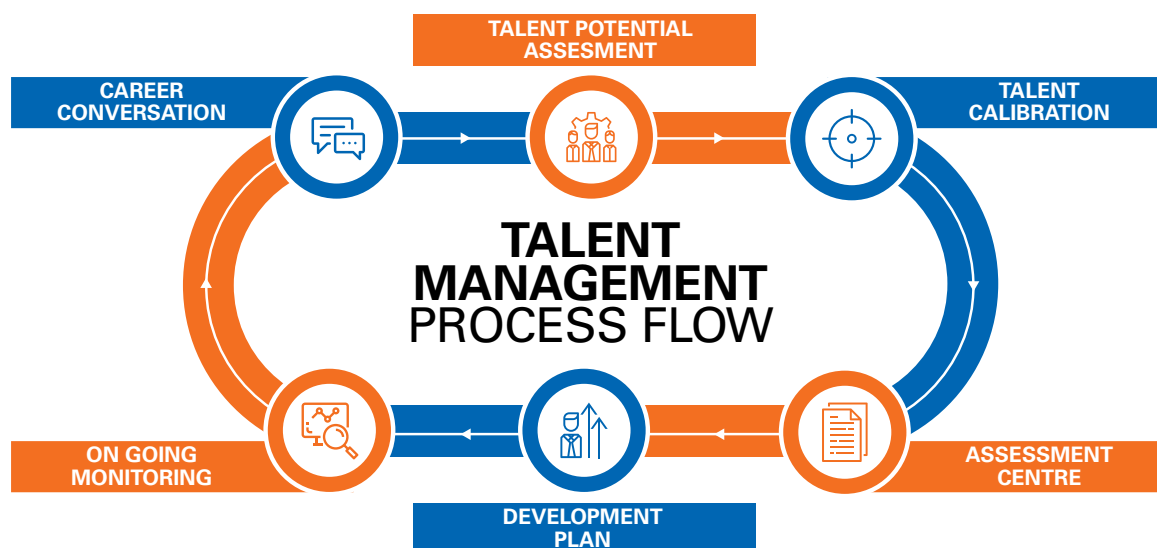 TALENT POTENTIAL
ASSESMENT
CAREER
CONVERSATION
TALENT
CALIBRATION
TALENT
MANAGEMENT
PROCESS FLOW
ON GOING
MONITORING
ASSESSMENT
CENTRE
DEVELOPMENT
PLAN